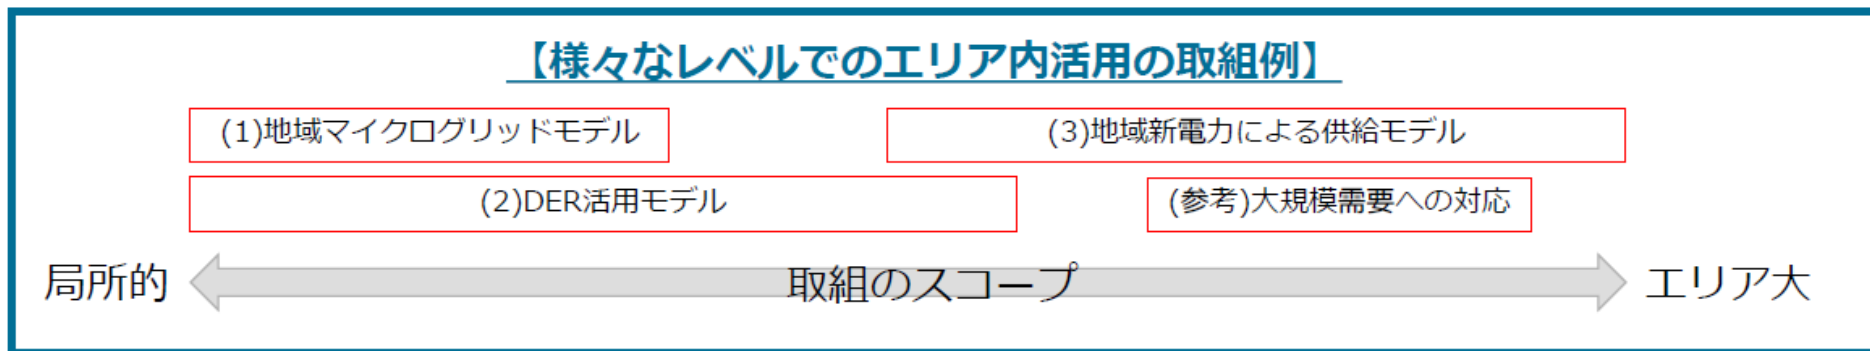 【様々なレベルでのエリア内活用の取組例】
(1)地域マイクログリッドモデル
(3)地域新電力による供給モデル
(2)DER活用モデル
(参考)大規模需要への対応
局所的
取組のスコープ
エリア大